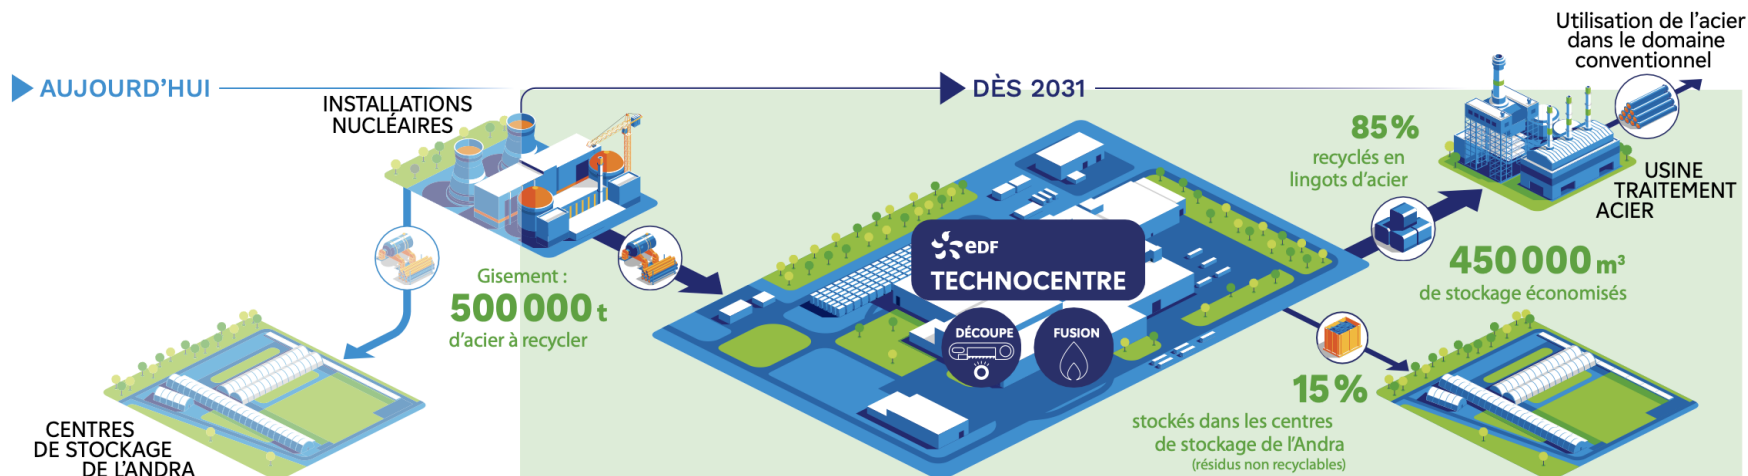 AUJOURD'HUI
INSTALLATIONS
NUCLÉAIRES
CENTRES
DE STOCKAGE
DE L'ANDRA
DÈS 2031
Gisement :
500 000 t
d'acier à recycler
eDF
TECHNOCENTRE
DÉCOUPE
FUSION
85 %
recyclés en
lingots d'acier
Utilisation de l'acier
dans le domaine
conventionnel
USINE
TRAITEMENT
ACIER
450 000 m³
de stockage économisés
15 %
stockés dans les centres
de stockage de l'Andra
(résidus non recyclables)